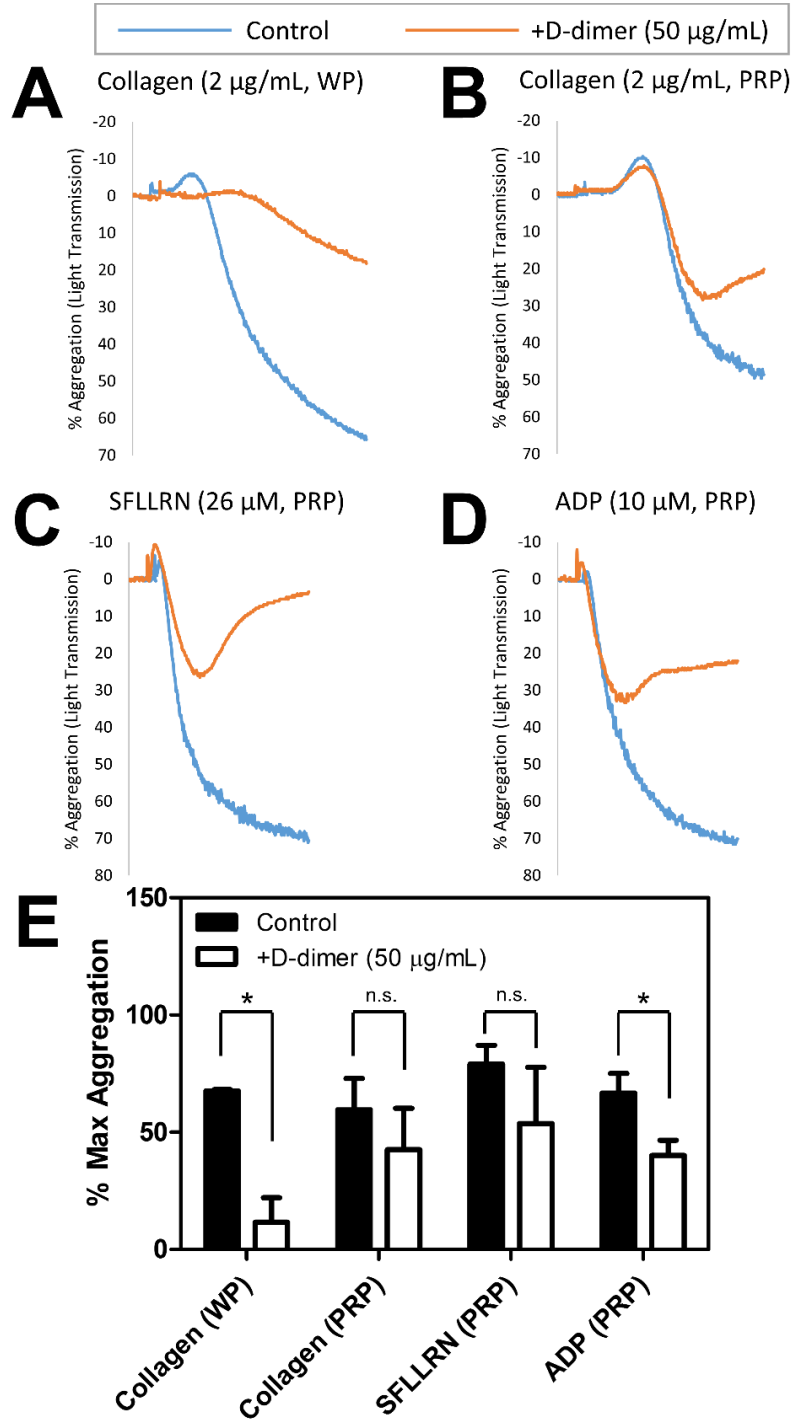 Control
+D-dimer (50 µg/mL)
A
Collagen (2 µg/mL, WP)
% Aggregation (Light Transmission)
-20
-10
0
10
20
30
40
50
60
70
B
Collagen (2 µg/mL, PRP)
% Aggregation (Light Transmission)
-20
-10
0
10
20
30
40
50
60
70
C
SFLLRN (26 µM, PRP)
% Aggregation (Light Transmission)
-10
0
10
20
30
40
50
60
70
80
D
ADP (10 µM, PRP)
% Aggregation (Light Transmission)
-10
0
10
20
30
40
50
60
70
80
E
% Max Aggregation
150
100
50
0
Control
+D-dimer (50 µg/mL)
*
n.s.
n.s.
*
Collagen (WP)
Collagen (PRP)
SFLLRN (PRP)
ADP (PRP)